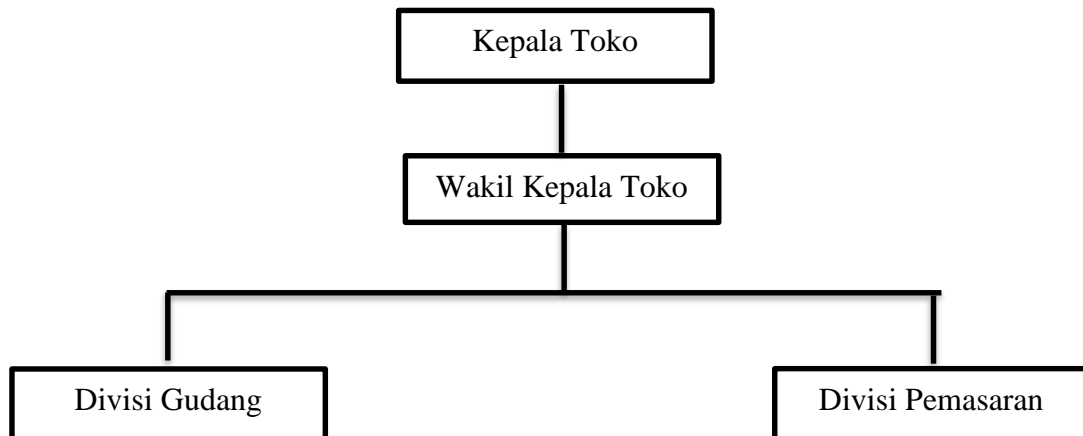 Kepala Toko
Wakil Kepala Toko
Divisi Gudang
Divisi Pemasaran